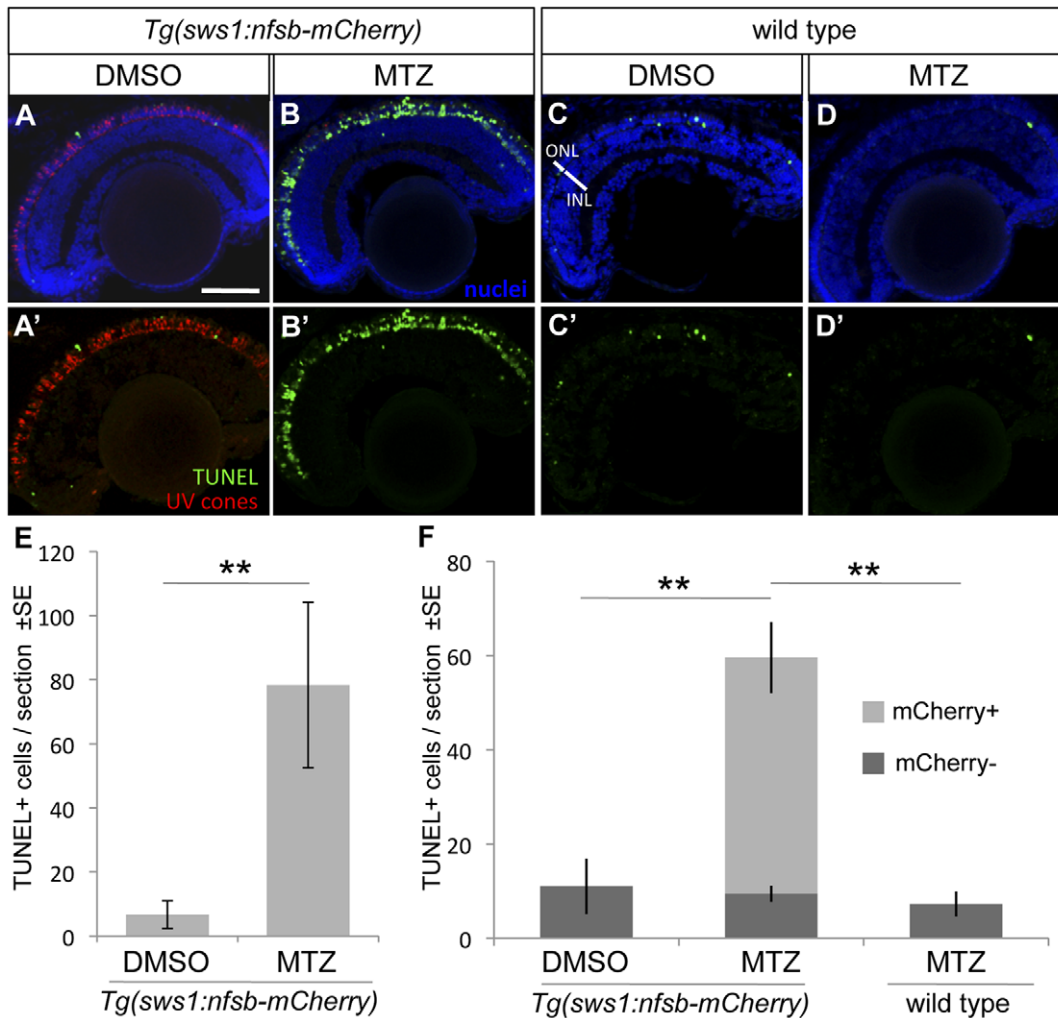 Tg(sws1:nfsb-mCherry)
wild type
DMSO
MTZ
DMSO
MTZ
A
B
C
D
ONL
INL
nuclei
A'
B'
C'
D'
TUNEL
UV cones
E
F
TUNEL+ cells / section ±SE
120
100
80
60
40
20
0
**
DMSO
MTZ
Tg(sws1:nfsb-mCherry)
TUNEL+ cells / section ±SE
80
60
40
20
0
**
**
mCherry+
mCherry-
DMSO
MTZ
MTZ
Tg(sws1:nfsb-mCherry)
wild type